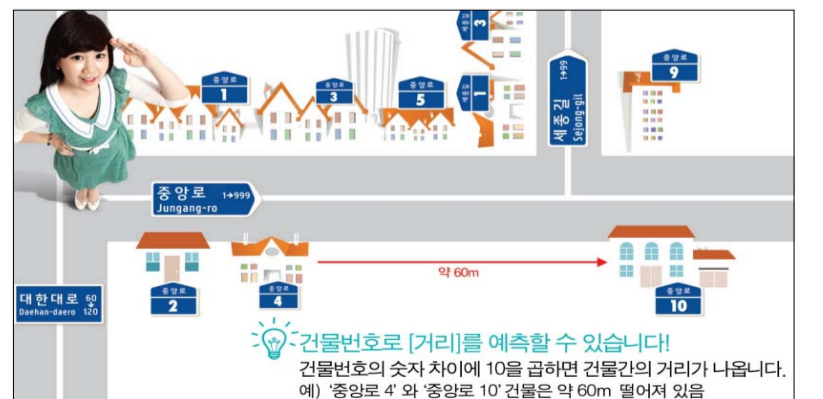 중앙로
1
중앙로
3
중앙로
5
세종길
3
세종길
1
세종길
Sejong-gil
1→99
중앙로
9
중앙로 1→999
Jungang-ro
대한대로 60
Daehan-daero 120
중앙로
2
중앙로
4
약 60m
중앙로
10
건물번호로 [거리]를 예측할 수 있습니다!
건물번호의 숫자 차이에 10을 곱하면 건물간의 거리가 나옵니다.
예) ‘중앙로 4’ 와 ‘중앙로 10’ 건물은 약 60m 떨어져 있음